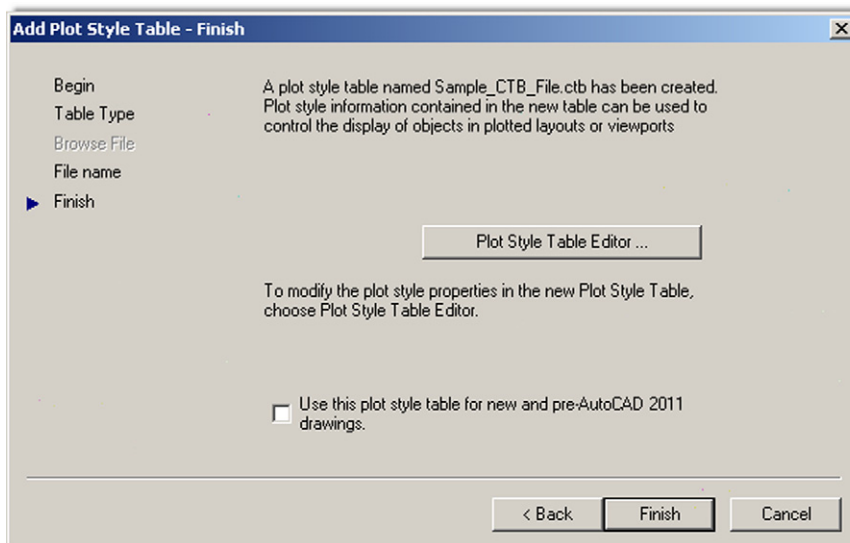 Add Plot Style Table - Finish
Begin
Table Type
Browse File
File name
Finish
A plot style table named Sample_CTB_File.ctb has been created.
Plot style information contained in the new table can be used to
control the display of objects in plotted layouts or viewports
Plot Style Table Editor ...
To modify the plot style properties in the new Plot Style Table,
choose Plot Style Table Editor.
Use this plot style table for new and pre-AutoCAD 2011
drawings.
< Back
Finish
Cancel